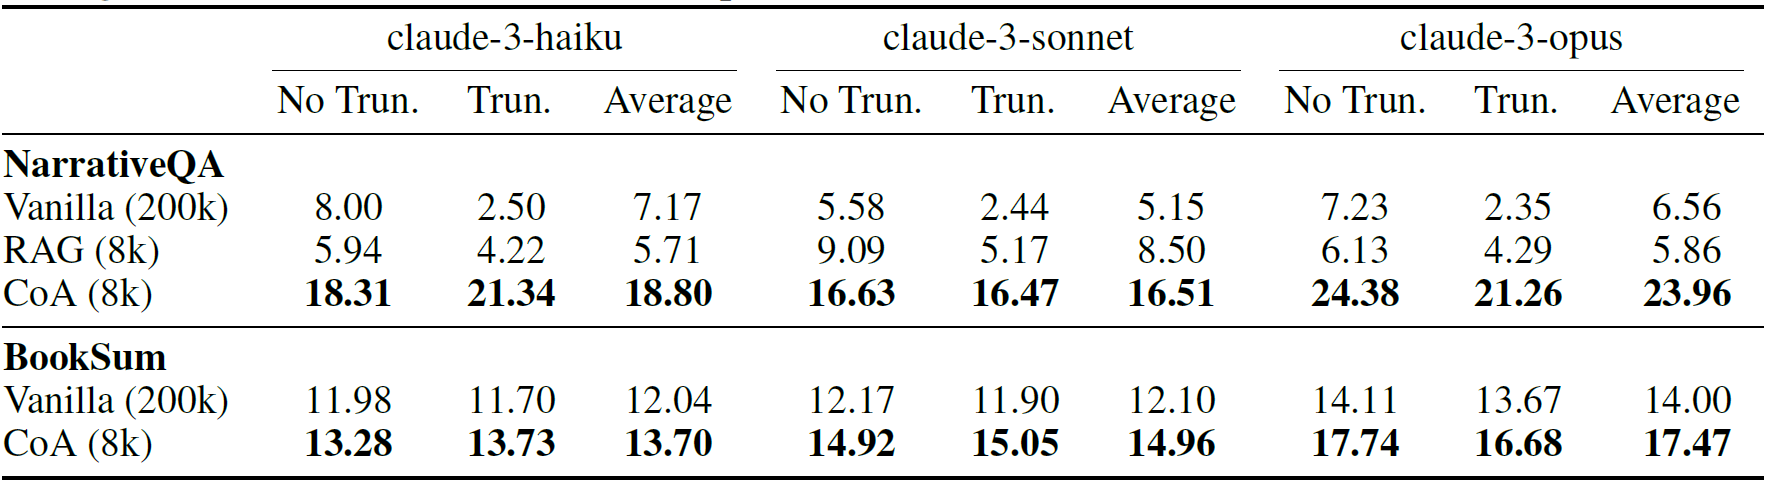 claude-3-haiku claude-3-sonnet claude-3-opus
No Trun. Trun. Average No Trun. Trun. Average No Trun. Trun. Average
NarrativeQA
Vanilla (200k) 8.00 2.50 7.17 5.58 2.44 5.15 7.23 2.35 6.56
RAG (8k) 5.94 4.22 5.71 9.09 5.17 8.50 6.13 4.29 5.86
CoA (8k) 18.31 21.34 18.80 16.63 16.47 16.51 24.38 21.26 23.96
BookSum
Vanilla (200k) 11.98 11.70 12.04 12.17 11.90 12.10 14.11 13.67 14.00
CoA (8k) 13.28 13.73 13.70 14.92 15.05 14.96 17.74 16.68 17.47